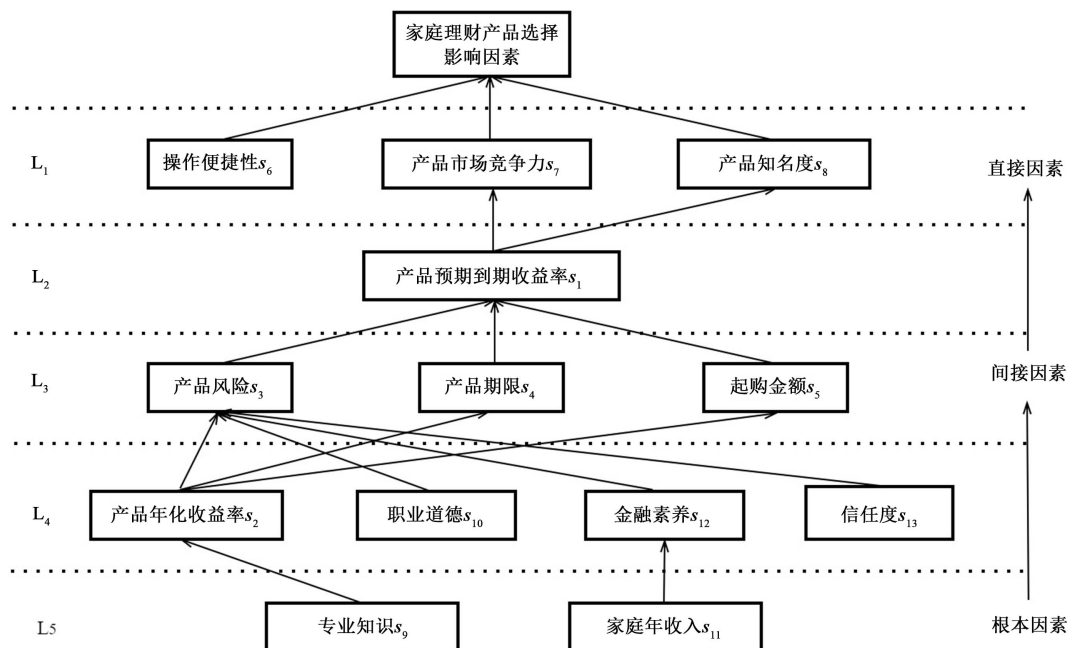 家庭理财产品选择
影响因素
L1 操作便捷性s6 产品市场竞争力s7 产品知名度s8 直接因素
L2 产品预期到期收益率s1
L3 产品风险s3 产品期限s4 起购金额s5 间接因素
L4 产品年化收益率s2 职业道德s10 金融素养s12 信任度s13
L5 专业知识s9 家庭年收入s11 根本因素